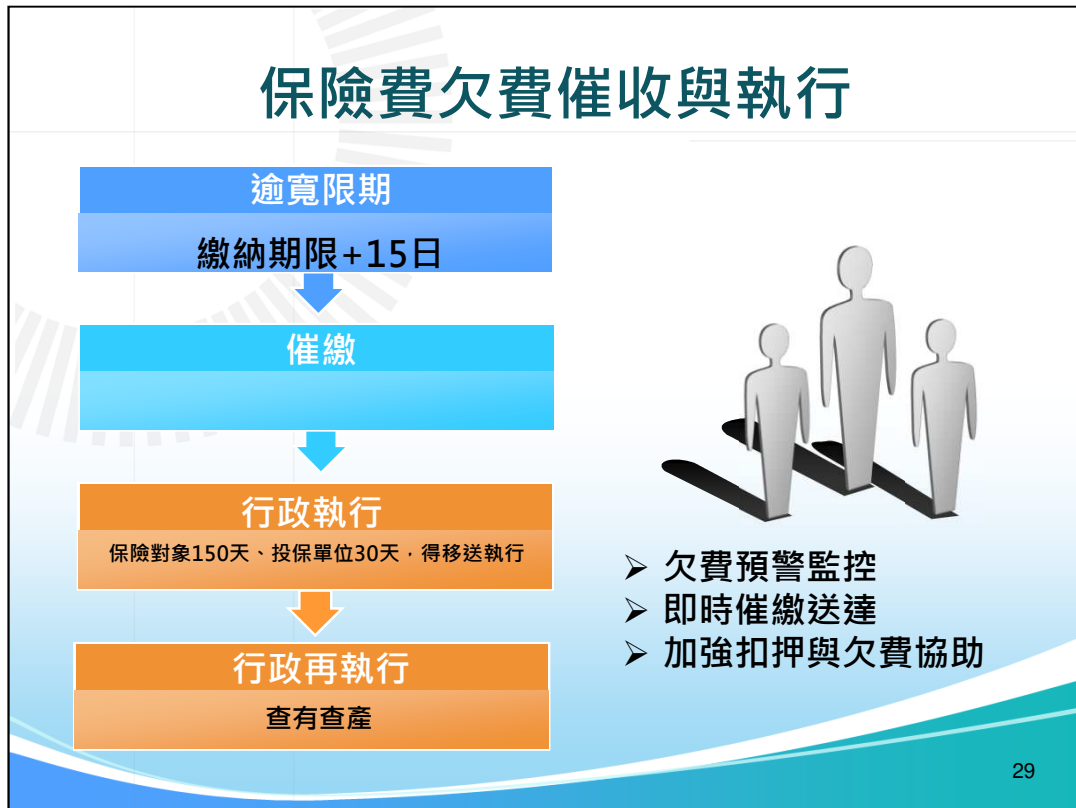 保險費欠費催收與執行
逾寬限期
繳納期限+15日
催繳
行政執行
保險對象150天、投保單位30天，得移送執行
行政再執行
查有查產
➢ 欠費預警監控
➢ 即時催繳送達
➢ 加強扣押與欠費協助
29